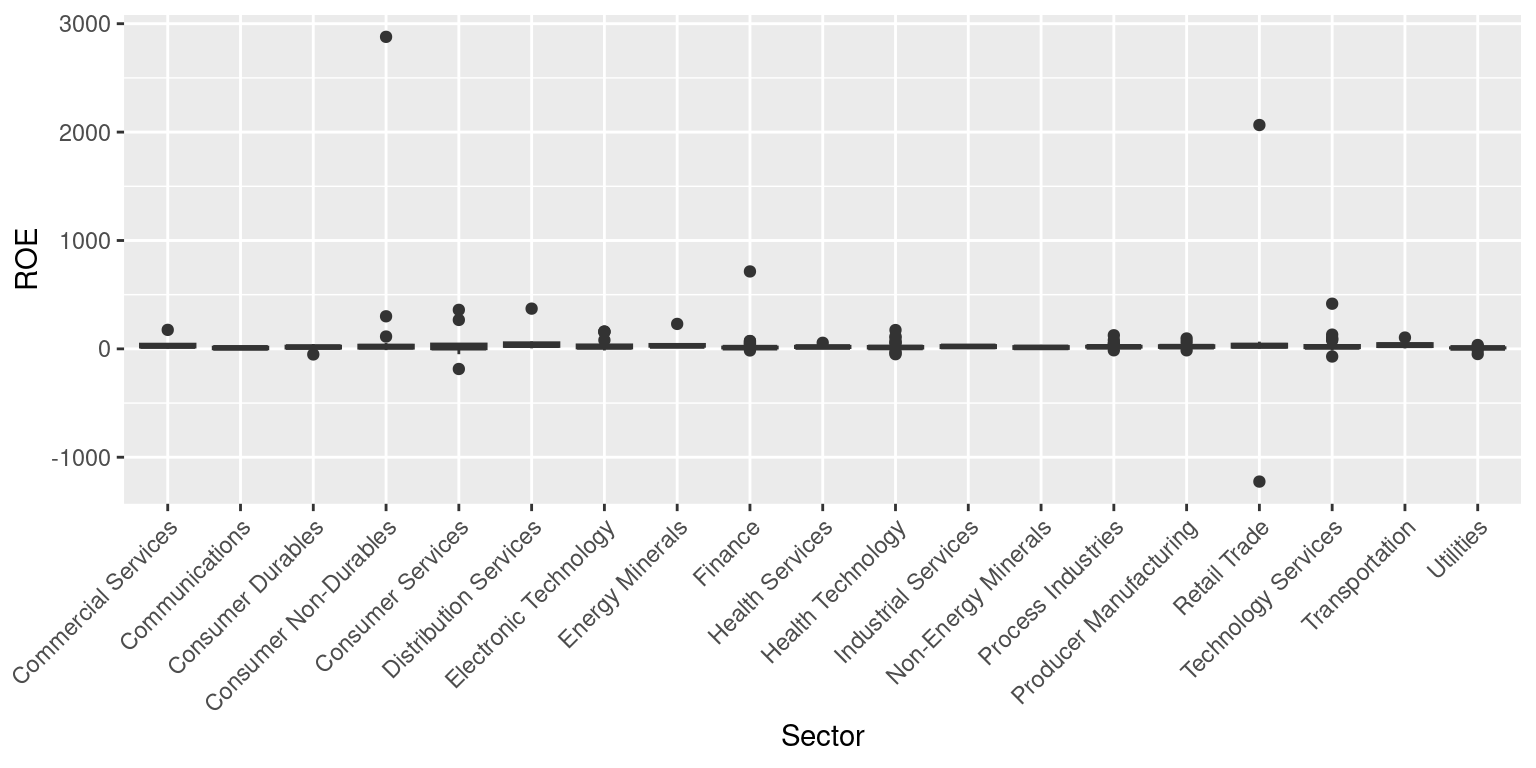 3000
2000
1000
0
-1000
ROE
Commercial Services
Communications
Consumer Durables
Consumer Non-Durables
Consumer Services
Distribution Services
Electronic Technology
Energy Minerals
Finance
Health Services
Health Technology
Industrial Services
Non-Energy Minerals
Process Industries
Producer Manufacturing
Retail Trade
Technology Services
Transportation
Utilities
Sector